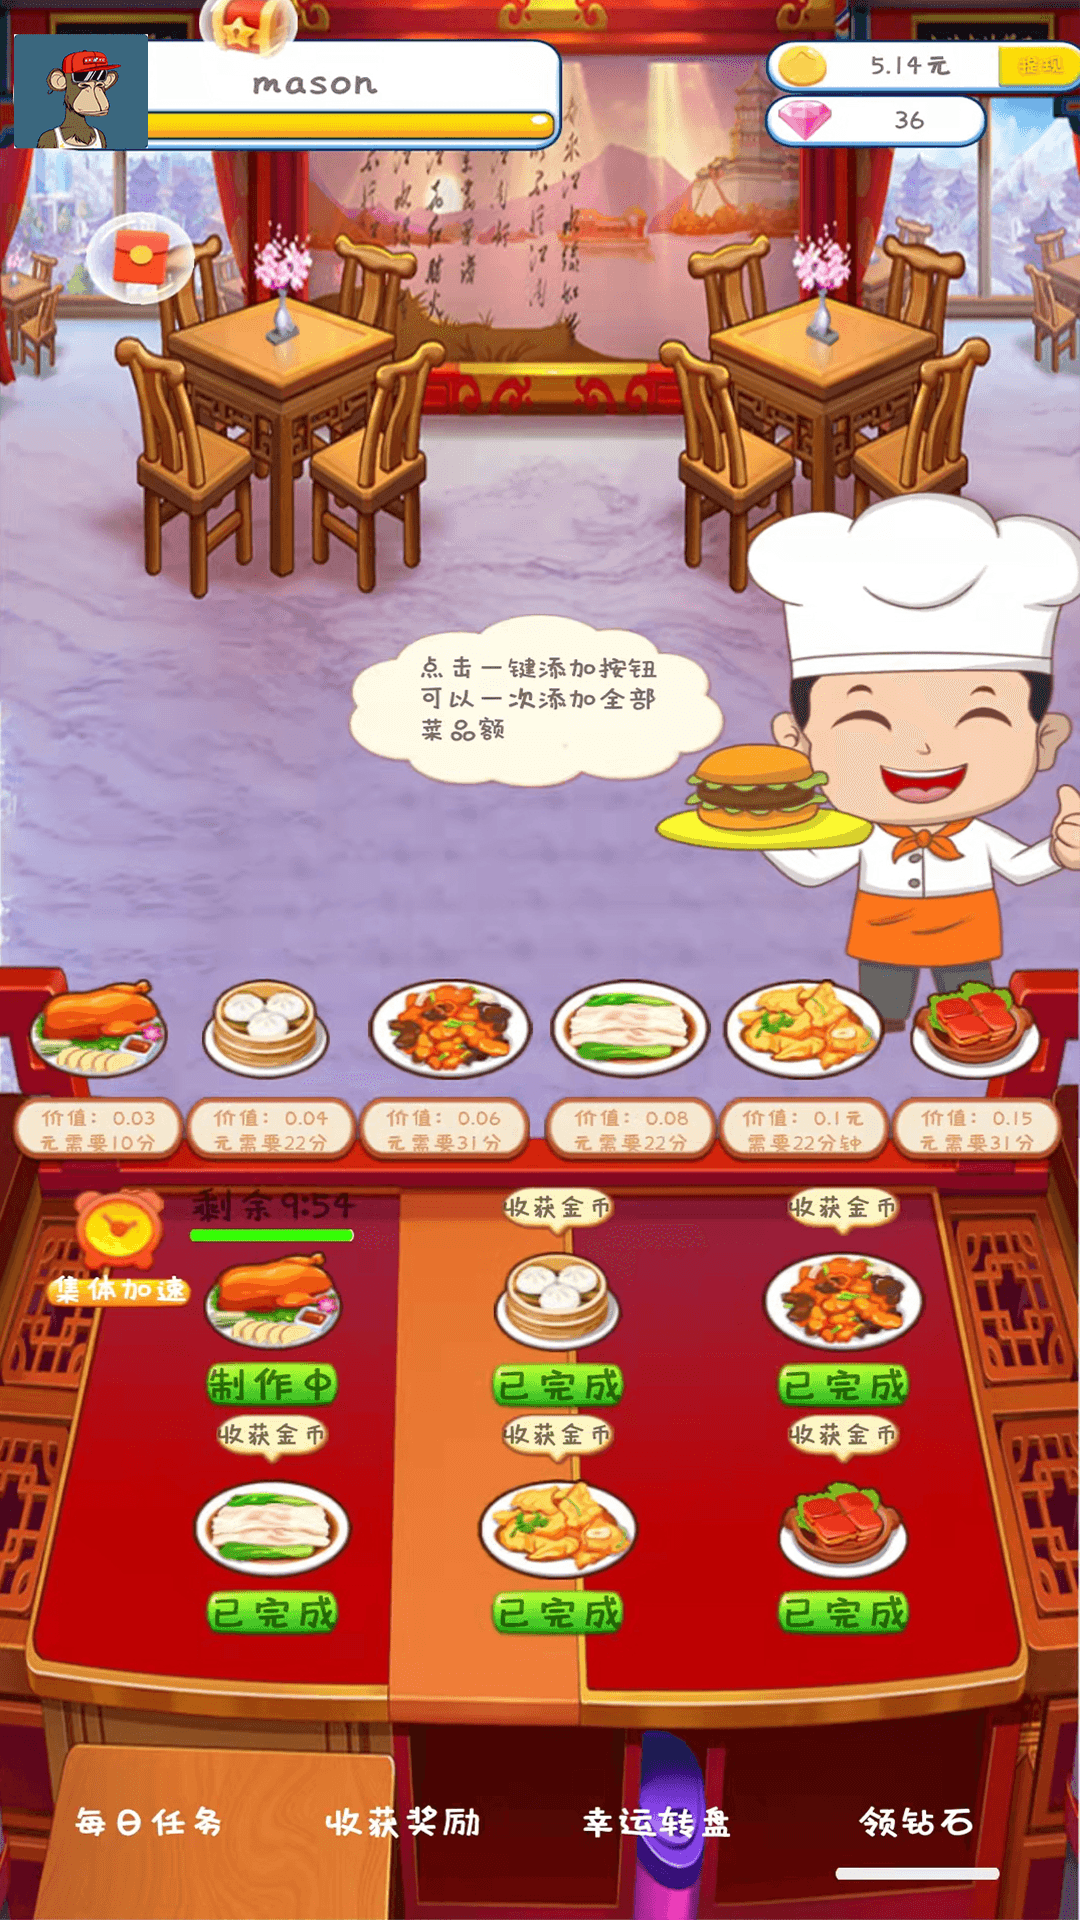 mason
5.14元
提现
36
点击一键添加按钮
可以一次添加全部
菜品额
价值：0.03
元需要10分
价值：0.04
元需要22分
价值：0.06
元需要31分
价值：0.08
元需要22分
价值：0.1元
需要22分钟
价值：0.15
元需要31分
剩余9:54
收获金币
收获金币
集体加速
制作中
已完成
已完成
收获金币
收获金币
收获金币
已完成
已完成
已完成
每日任务
收获奖励
幸运转盘
领钻石